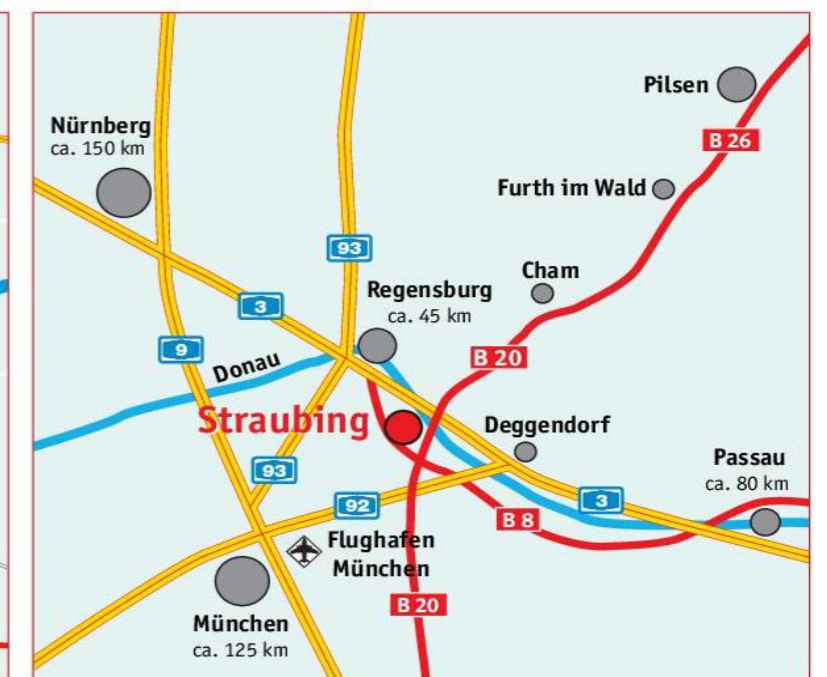 Pilsen
Nürnberg
ca. 150 km
B 26
Furth im Wald
93
Cham
Regensburg
ca. 45 km
3
9
Donau
B 20
Straubing
Deggendorf
93
Passau
ca. 80 km
92
3
B 8
Flughafen
München
B 20
München
ca. 125 km